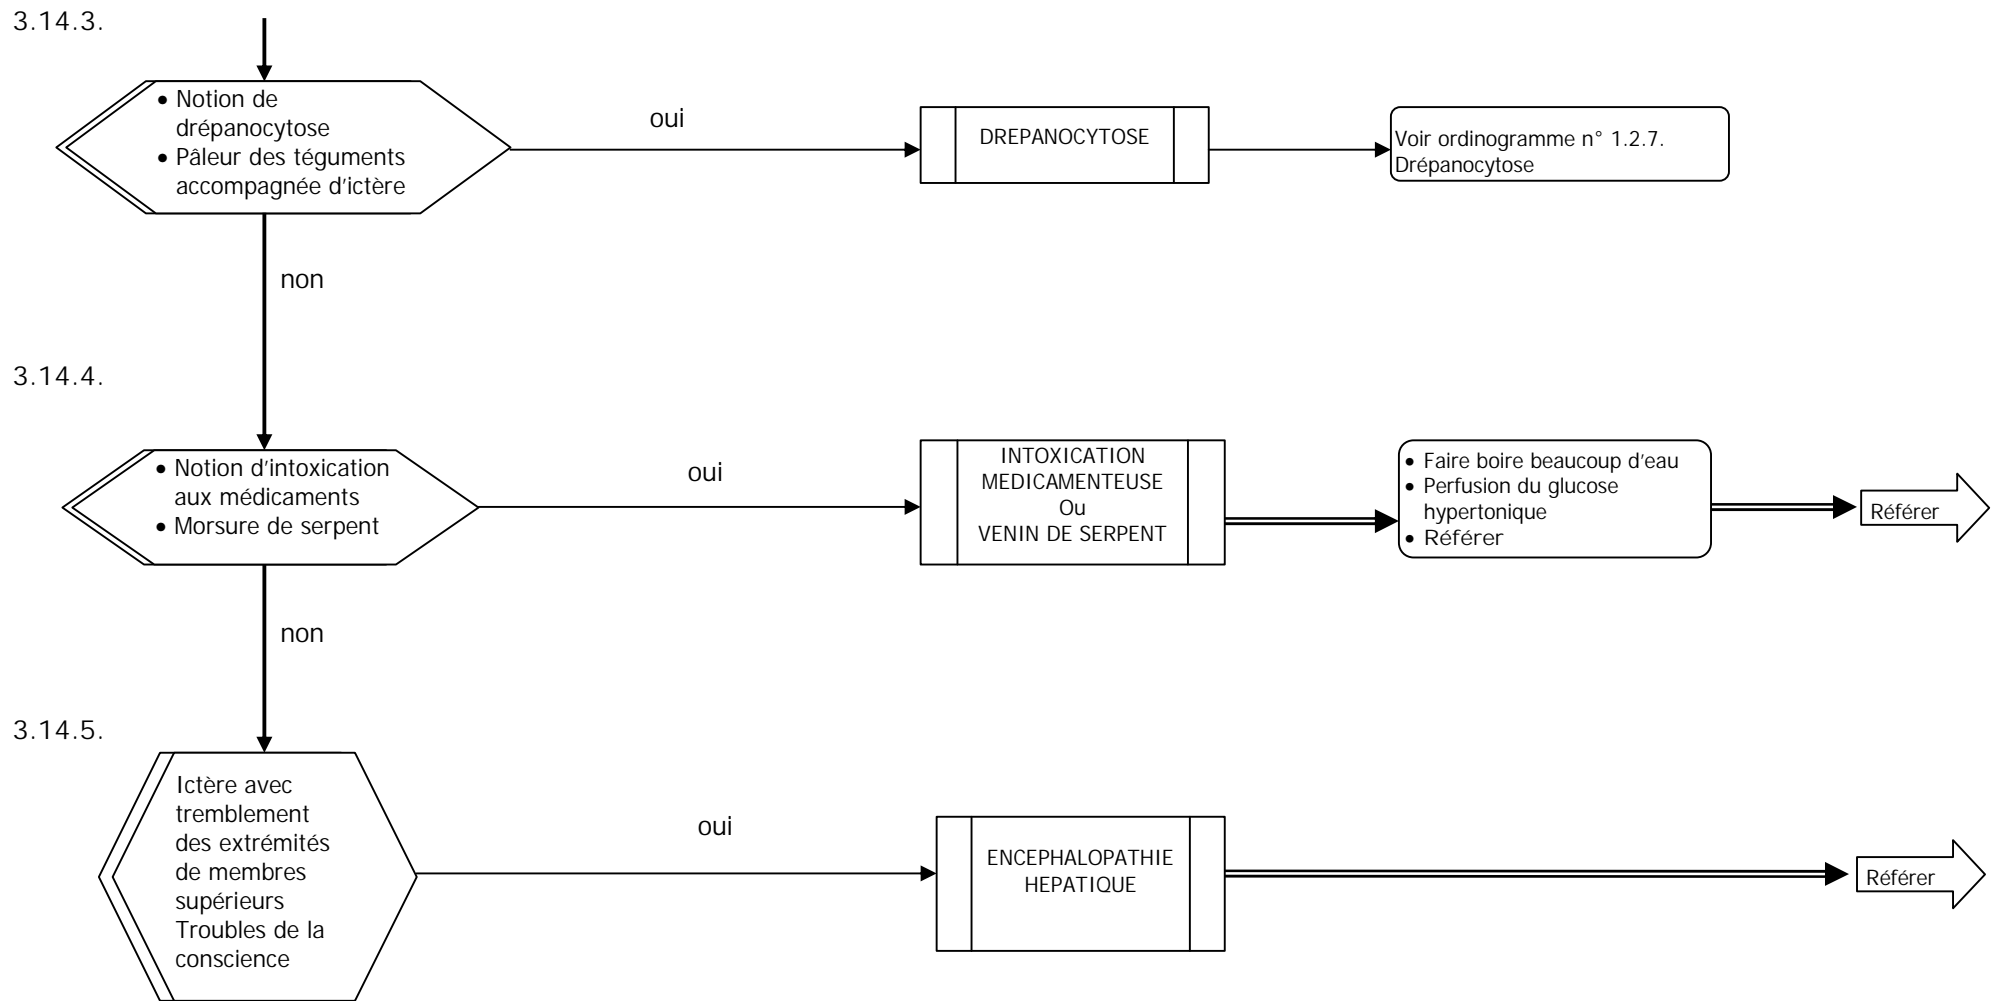 3.14.3.
• Notion de
drépanocytose
• Pâleur des téguments
accompagnée d'ictère
oui
DREPANOCYTOSE
Voir ordinogramme n° 1.2.7.
Drépanocytose
non
3.14.4.
• Notion d'intoxication
aux médicaments
• Morsure de serpent
oui
INTOXICATION
MEDICAMENTEUSE
Ou
VENIN DE SERPENT
• Faire boire beaucoup d'eau
• Perfusion du glucose
hypertonique
• Référer
Référer
non
3.14.5.
Ictère avec
tremblement
des extrémités
de membres
supérieurs
Troubles de la
conscience
oui
ENCEPHALOPATHIE
HEPATIQUE
Référer